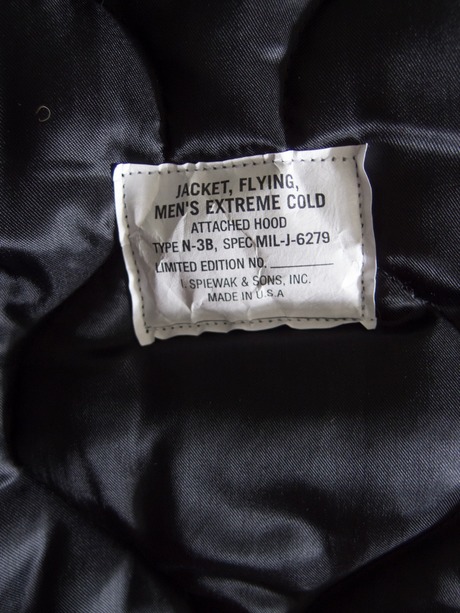 JACKET, FLYING,
MEN'S EXTREME COLD
ATTACHED HOOD
TYPE N-3B, SPEC MIL-J-6279
LIMITED EDITION NO. __________
I. SPIEWAK & SONS, INC.
MADE IN U.S.A